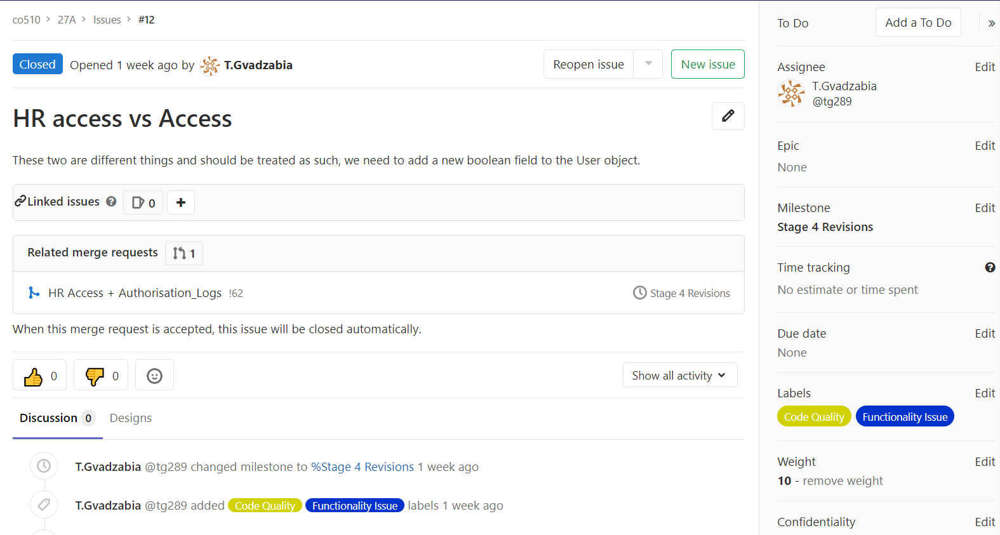 co510 > 27A > Issues > #12
Closed Opened 1 week ago by T.Gvadzabia
Reopen issue
New issue
HR access vs Access
These two are different things and should be treated as such, we need to add a new boolean field to the User object.
Linked issues ? 0 +
Related merge requests 1
HR Access + Authorisation_Logs !62 Stage 4 Revisions
When this merge request is accepted, this issue will be closed automatically.
0 0
Show all activity
Discussion 0 Designs
T.Gvadzabia @tg289 changed milestone to %Stage 4 Revisions 1 week ago
T.Gvadzabia @tg289 added Code Quality Functionality Issue labels 1 week ago
To Do Add a To Do »
Assignee Edit
T.Gvadzabia
@tg289
Epic Edit
None
Milestone Edit
Stage 4 Revisions
Time tracking ?
No estimate or time spent
Due date Edit
None
Labels Edit
Code Quality Functionality Issue
Weight Edit
10 - remove weight
Confidentiality Edit